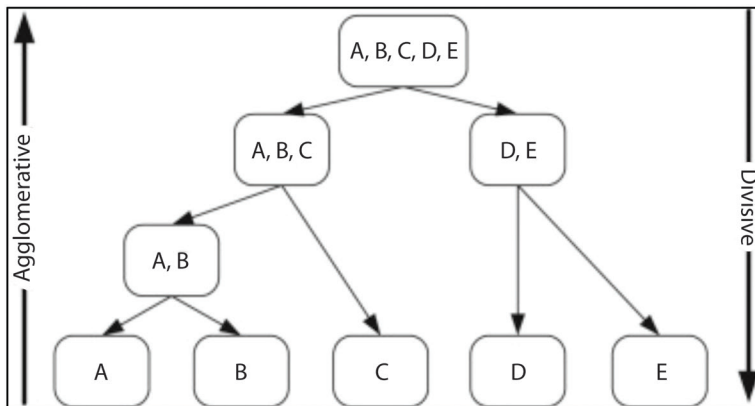 A, B, C, D, E
A, B, C
D, E
A, B
A
B
C
D
E
Agglomerative
Divisive